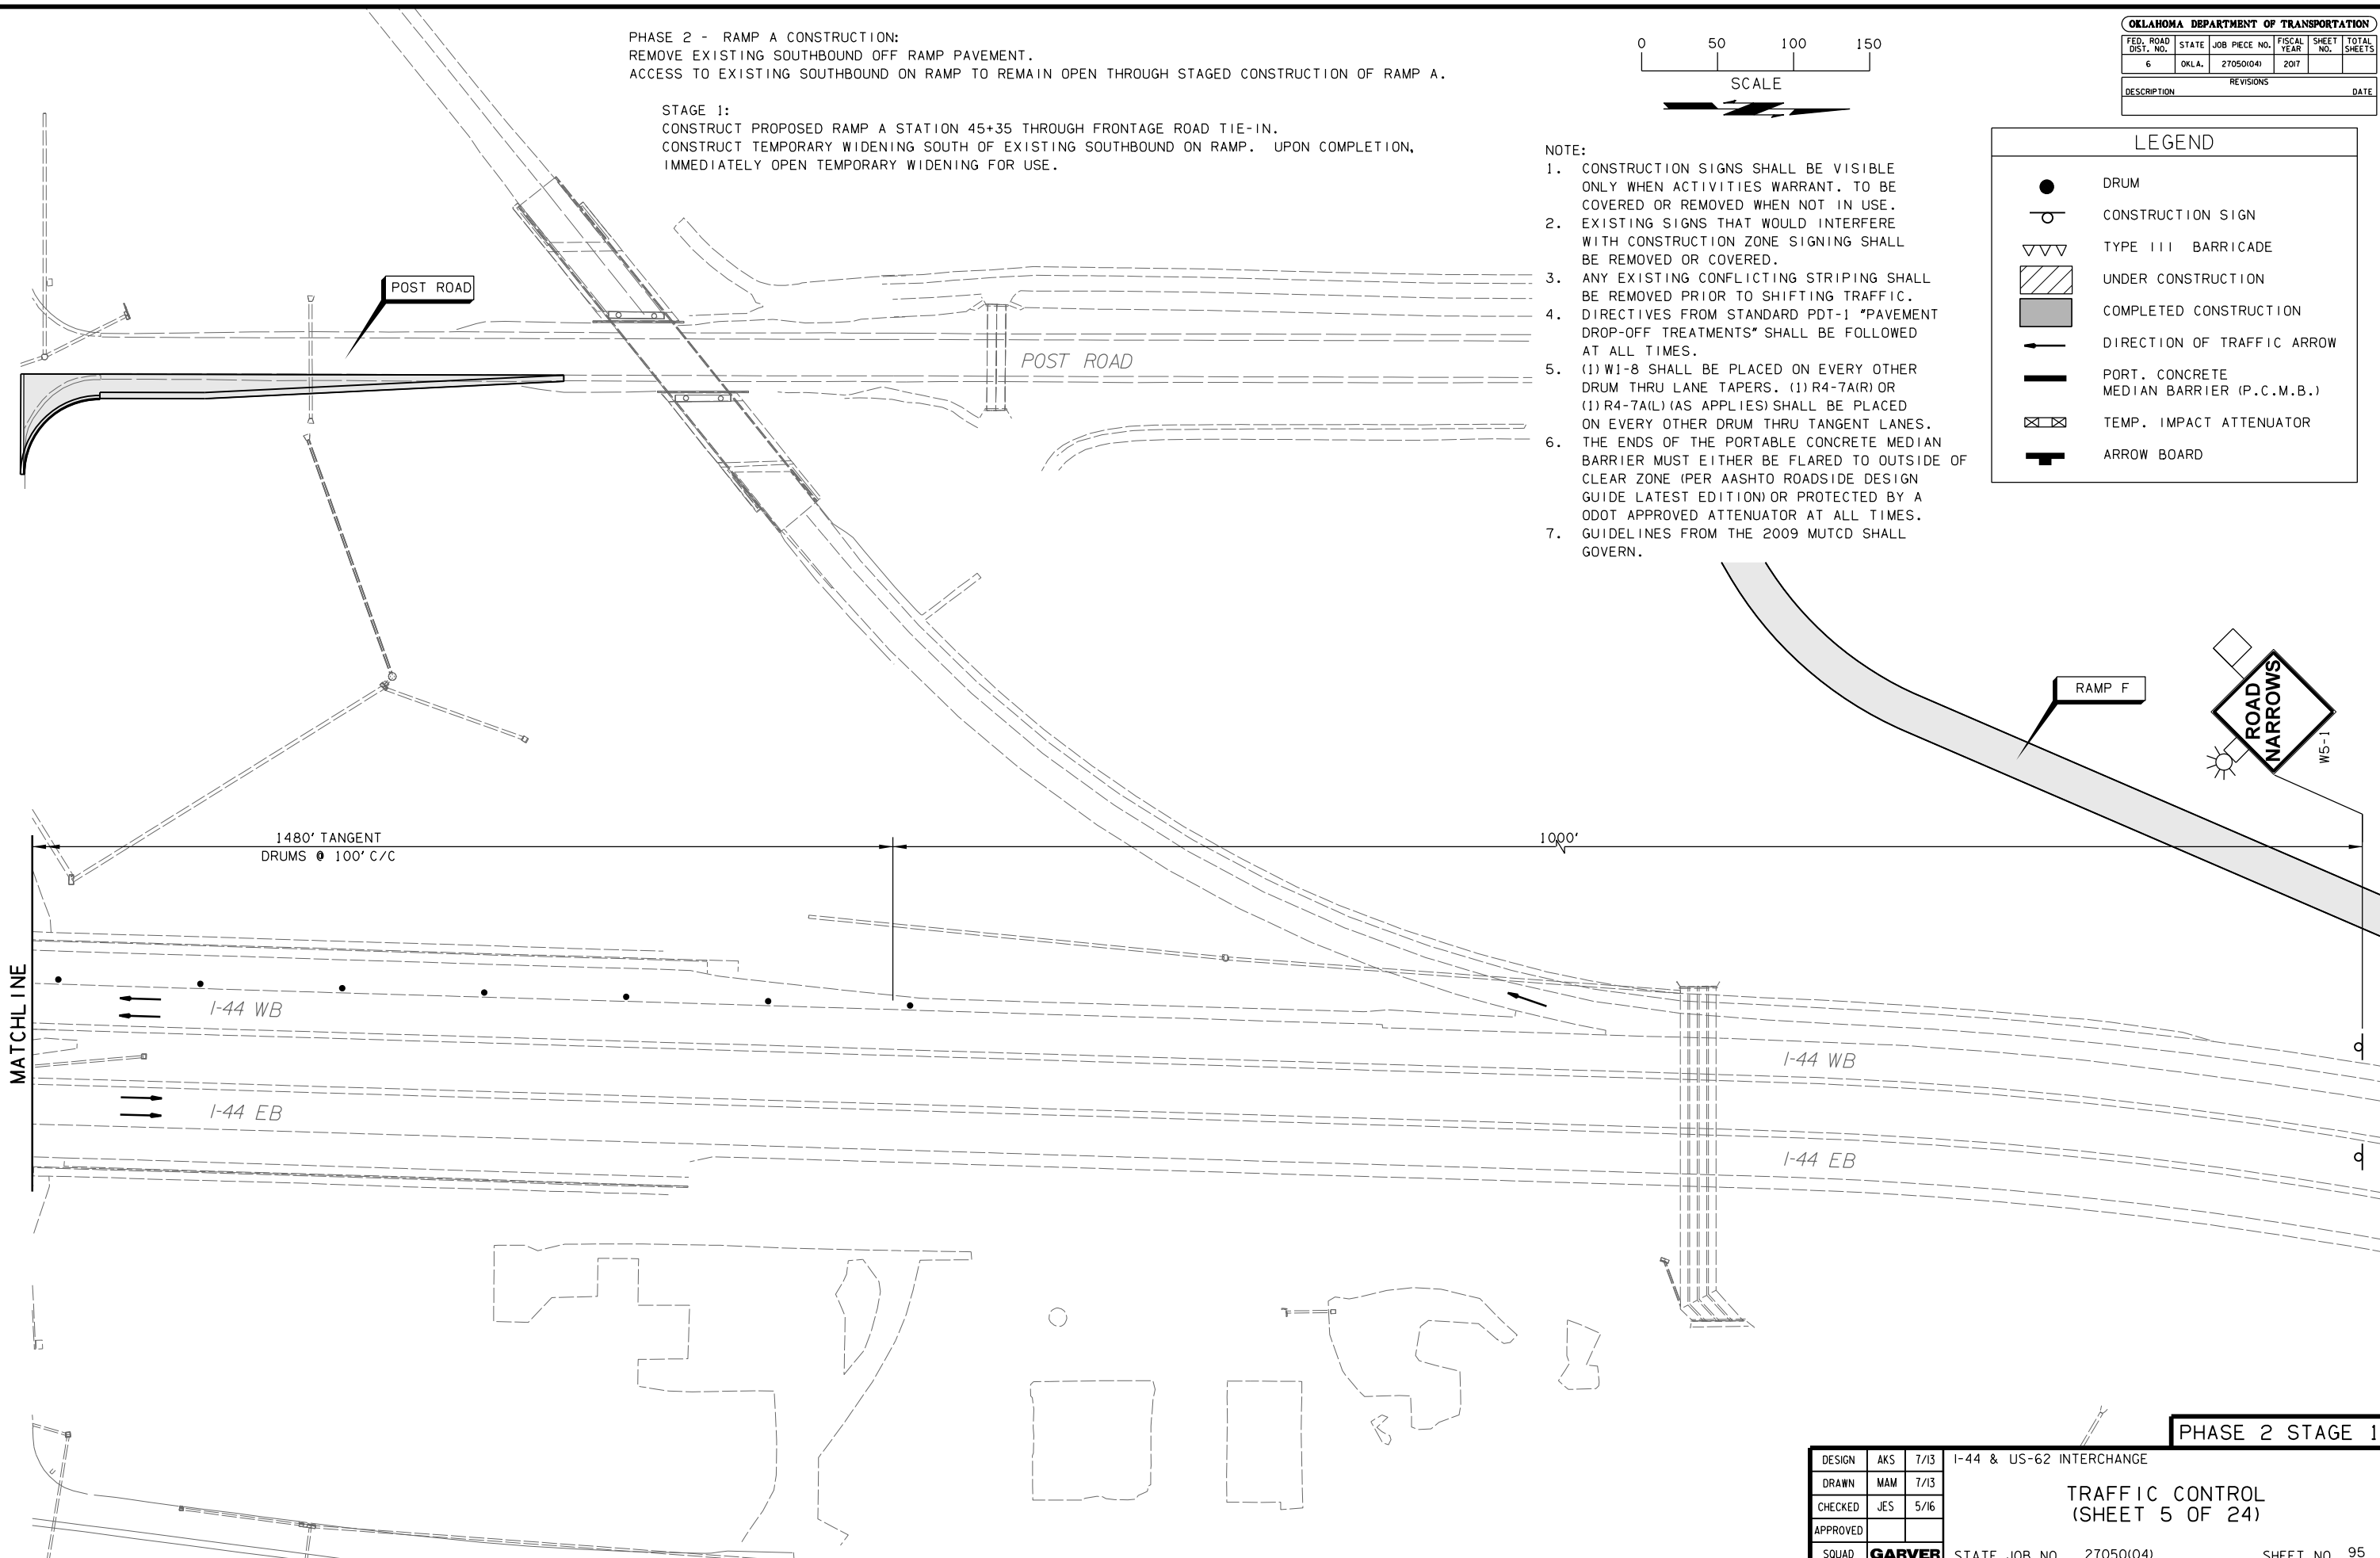 PHASE 2 - RAMP A CONSTRUCTION:
REMOVE EXISTING SOUTHBOUND OFF RAMP PAVEMENT.
ACCESS TO EXISTING SOUTHBOUND ON RAMP TO REMAIN OPEN THROUGH STAGED CONSTRUCTION OF RAMP A.
STAGE 1:
CONSTRUCT PROPOSED RAMP A STATION 45+35 THROUGH FRONTAGE ROAD TIE-IN.
CONSTRUCT TEMPORARY WIDENING SOUTH OF EXISTING SOUTHBOUND ON RAMP. UPON COMPLETION,
IMMEDIATELY OPEN TEMPORARY WIDENING FOR USE.
0 50 100 150
SCALE
OKLAHOMA DEPARTMENT OF TRANSPORTATION
FED. ROAD DIST. NO. STATE JOB PIECE NO. FISCAL YEAR SHEET NO. TOTAL SHEETS
6 OKLA. 27050(04) 2017
REVISIONS
DESCRIPTION DATE
NOTE:
1. CONSTRUCTION SIGNS SHALL BE VISIBLE
ONLY WHEN ACTIVITIES WARRANT. TO BE
COVERED OR REMOVED WHEN NOT IN USE.
2. EXISTING SIGNS THAT WOULD INTERFERE
WITH CONSTRUCTION ZONE SIGNING SHALL
BE REMOVED OR COVERED.
3. ANY EXISTING CONFLICTING STRIPING SHALL
BE REMOVED PRIOR TO SHIFTING TRAFFIC.
4. DIRECTIVES FROM STANDARD PDT-1 "PAVEMENT
DROP-OFF TREATMENTS" SHALL BE FOLLOWED
AT ALL TIMES.
5. (1) W1-8 SHALL BE PLACED ON EVERY OTHER
DRUM THRU LANE TAPERS. (1) R4-7A(R) OR
(1) R4-7A(L) (AS APPLIES) SHALL BE PLACED
ON EVERY OTHER DRUM THRU TANGENT LANES.
6. THE ENDS OF THE PORTABLE CONCRETE MEDIAN
BARRIER MUST EITHER BE FLARED TO OUTSIDE OF
CLEAR ZONE (PER AASHTO ROADSIDE DESIGN
GUIDE LATEST EDITION) OR PROTECTED BY A
ODOT APPROVED ATTENUATOR AT ALL TIMES.
7. GUIDELINES FROM THE 2009 MUTCD SHALL
GOVERN.
LEGEND
DRUM
CONSTRUCTION SIGN
TYPE III BARRICADE
UNDER CONSTRUCTION
COMPLETED CONSTRUCTION
DIRECTION OF TRAFFIC ARROW
PORT. CONCRETE
MEDIAN BARRIER (P.C.M.B.)
TEMP. IMPACT ATTENUATOR
ARROW BOARD
POST ROAD
POST ROAD
RAMP F
ROAD
NARROWS
W5-1
1480' TANGENT
DRUMS @ 100' C/C
1000'
MATCHLINE
I-44 WB
I-44 EB
I-44 WB
I-44 EB
PHASE 2 STAGE 1
DESIGN AKS 7/13
DRAWN MAM 7/13
CHECKED JES 5/16
APPROVED
SQUAD GARVER
I-44 & US-62 INTERCHANGE
TRAFFIC CONTROL
(SHEET 5 OF 24)
STATE JOB NO. 27050(04) SHEET NO. 95